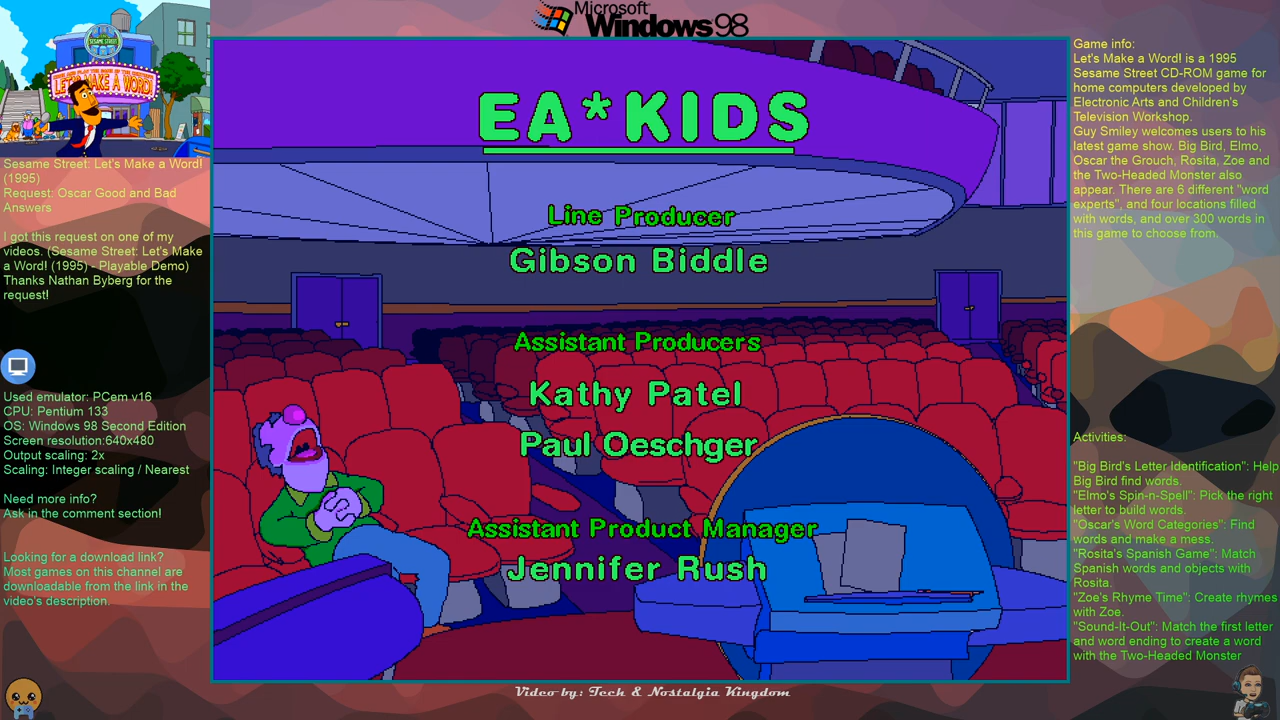 Microsoft
Windows 98
SESAME STREET
LET'S MAKE A WORD!
Sesame Street: Let's Make a Word!
(1995)
Request: Oscar Good and Bad
Answers
I got this request on one of my
videos. (Sesame Street: Let's Make
a Word! (1995) - Playable Demo)
Thanks Nathan Byberg for the
request!
Used emulator: PCem v16
CPU: Pentium 133
OS: Windows 98 Second Edition
Screen resolution:640x480
Output scaling: 2x
Scaling: Integer scaling / Nearest
Need more info?
Ask in the comment section!
Looking for a download link?
Most games on this channel are
downloadable from the link in the
video's description.
EA*KIDS
Line Producer
Gibson Biddle
Assistant Producers
Kathy Patel
Paul Oeschger
Assistant Product Manager
Jennifer Rush
Game info:
Let's Make a Word! is a 1995
Sesame Street CD-ROM game for
home computers developed by
Electronic Arts and Children's
Television Workshop.
Guy Smiley welcomes users to his
latest game show. Big Bird, Elmo,
Oscar the Grouch, Rosita, Zoe and
the Two-Headed Monster also
appear. There are 6 different "word
experts", and four locations filled
with words, and over 300 words in
this game to choose from.
Activities:
"Big Bird's Letter Identification": Help
Big Bird find words.
"Elmo's Spin-n-Spell": Pick the right
letter to build words.
"Oscar's Word Categories": Find
words and make a mess.
"Rosita's Spanish Game": Match
Spanish words and objects with
Rosita.
"Zoe's Rhyme Time": Create rhymes
with Zoe.
"Sound-It-Out": Match the first letter
and word ending to create a word
with the Two-Headed Monster
Video by: Tech & Nostalgia Kingdom